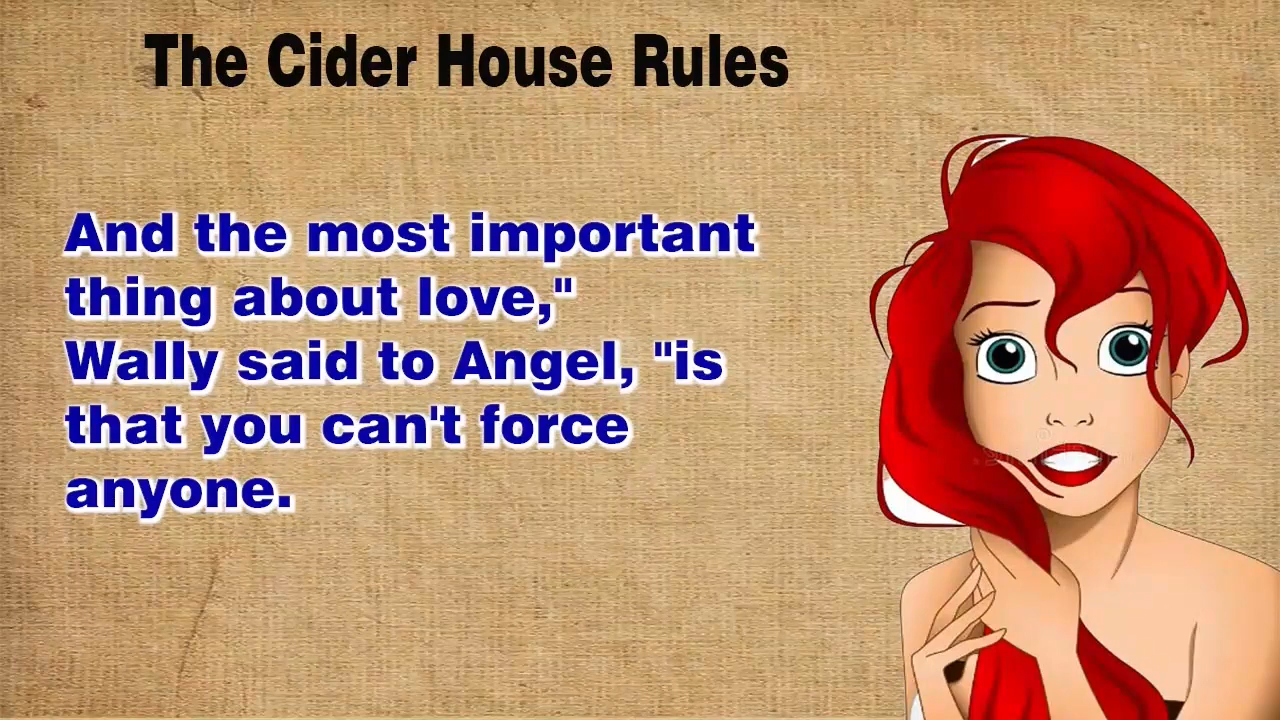 The Cider House Rules
And the most important
thing about love,"
Wally said to Angel, "is
that you can't force
anyone.